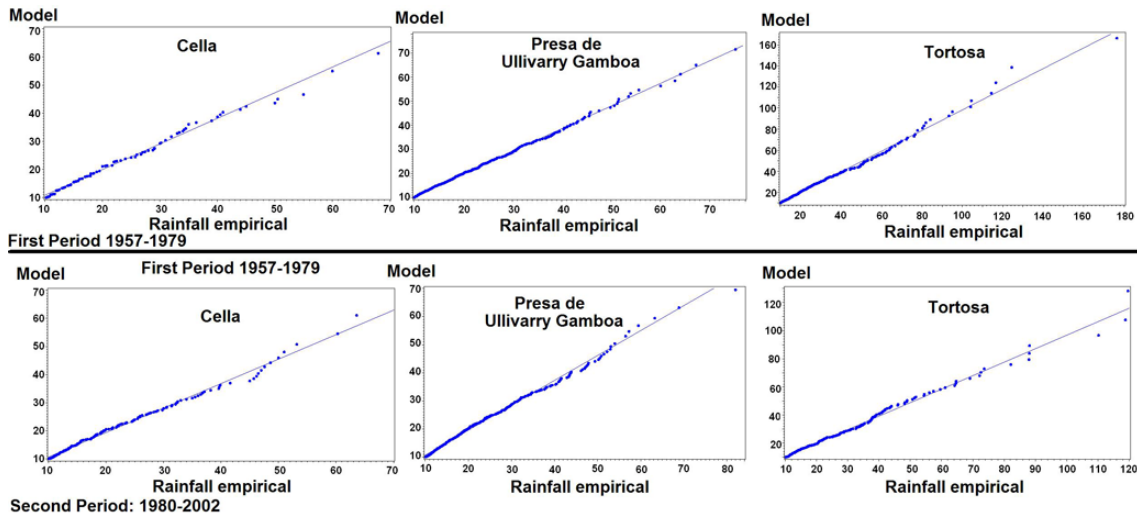 Model
Cella
70
60
50
40
30
20
10
10 20 30 40 50 60 70
Rainfall empirical
First Period 1957-1979
Model
Presa de
Ullivarry Gamboa
70
60
50
40
30
20
10
10 20 30 40 50 60 70
Rainfall empirical
Model
Tortosa
160
140
120
100
80
60
40
20
20 40 60 80 100 120 140 160 180
Rainfall empirical
First Period 1957-1979
Model
Cella
70
60
50
40
30
20
10
10 20 30 40 50 60 70
Rainfall empirical
Second Period: 1980-2002
Model
Presa de
Ullivarry Gamboa
70
60
50
40
30
20
10
10 20 30 40 50 60 70 80
Rainfall empirical
Model
Tortosa
120
100
80
60
40
20
10 20 30 40 50 60 70 80 90 100 110 120
Rainfall empirical